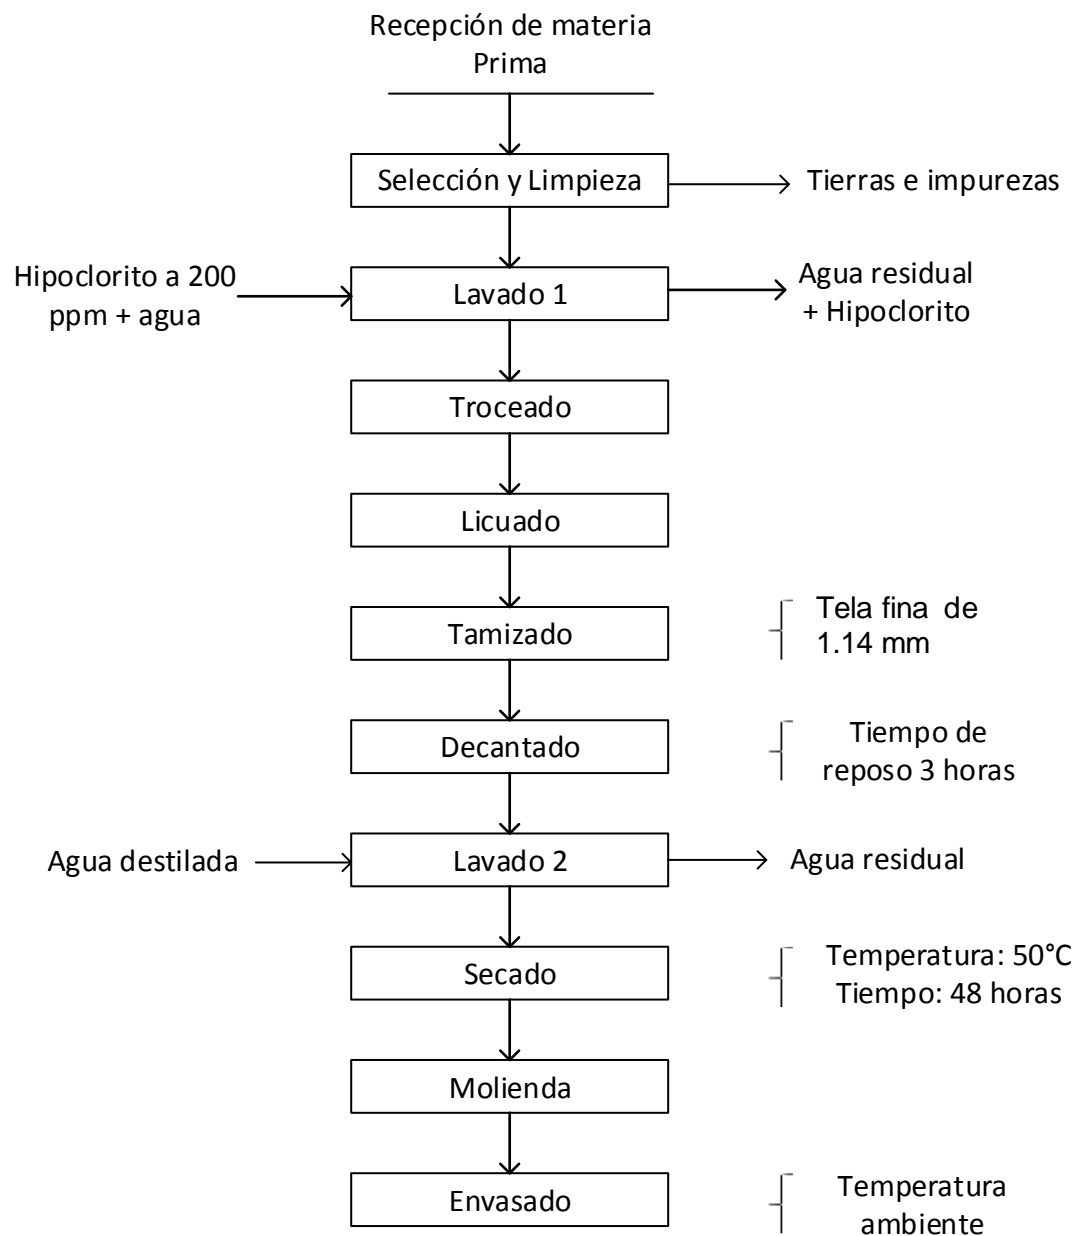 Recepción de materia
Prima
Selección y Limpieza
Tierras e impurezas
Hipoclorito a 200
ppm + agua
Lavado 1
Agua residual
+ Hipoclorito
Troceado
Licuado
Tamizado
Tela fina de
1.14 mm
Decantado
Tiempo de
reposo 3 horas
Agua destilada
Lavado 2
Agua residual
Secado
Temperatura: 50°C
Tiempo: 48 horas
Molienda
Envasado
Temperatura
ambiente